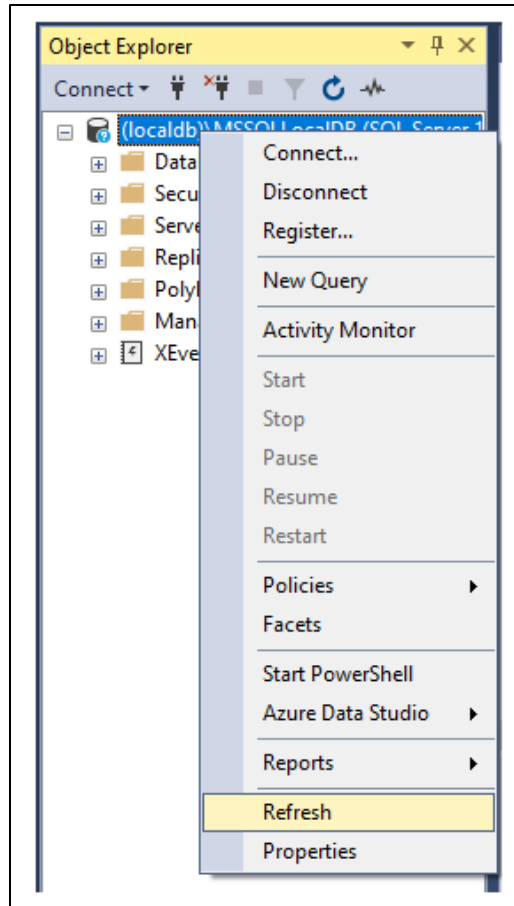 Object Explorer
Connect
(localdb)\MSSQLLocalDB (SQL Server 1
Data
Secu
Serve
Repli
Poly
Man
XEve
Connect...
Disconnect
Register...
New Query
Activity Monitor
Start
Stop
Pause
Resume
Restart
Policies
Facets
Start PowerShell
Azure Data Studio
Reports
Refresh
Properties